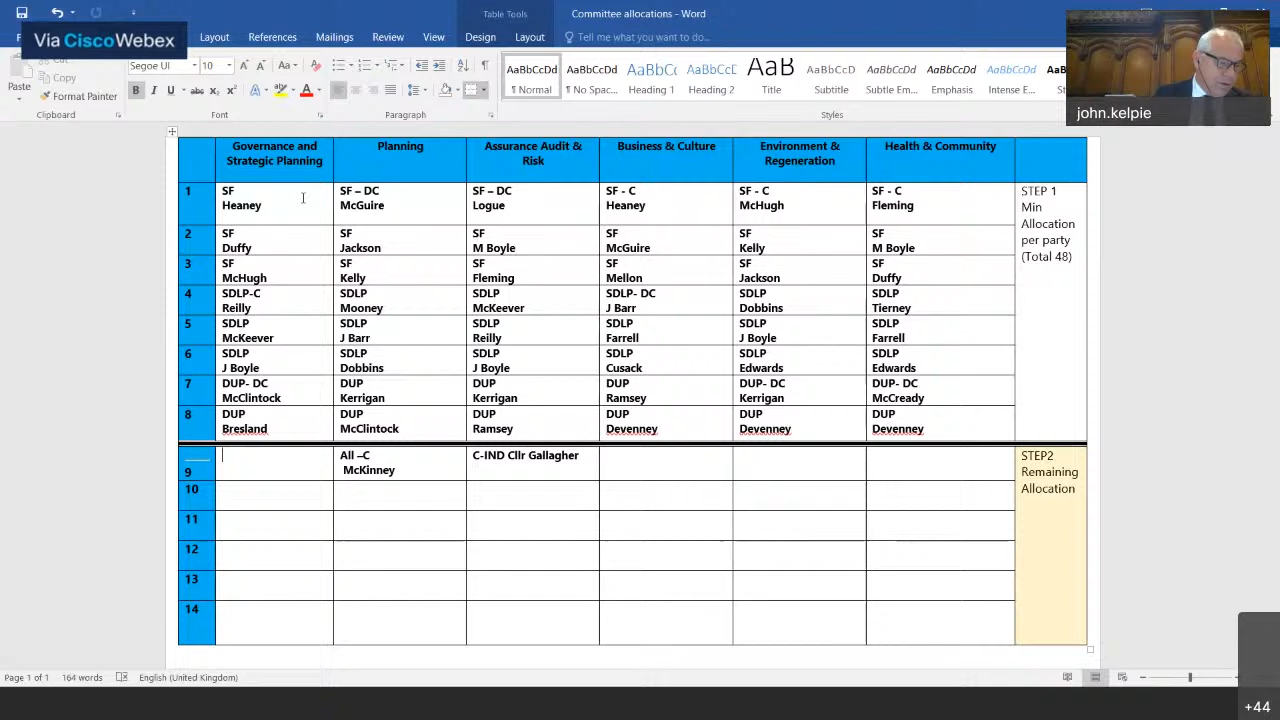 Table Tools
Committee allocations - Word
Via CiscoWebex
Layout
References
Mailings
Review
View
Design
Layout
Tell me what you want to do...
Cut
Segoe UI
10
AaBbCcDd
AaBbCcDd
AaBbCc
AaBbCcD
AaB
AaBbCcD
AaBbCcDd
AaBbCcDd
AaBbCcDd
Paste
Copy
Format Painter
¶ Normal
¶ No Spac...
Heading 1
Heading 2
Title
Subtitle
Subtle Em...
Emphasis
Intense E...
Clipboard
Font
Paragraph
Styles
john.kelpie
Governance and
Strategic Planning
Planning
Assurance Audit &
Risk
Business & Culture
Environment &
Regeneration
Health & Community
1
SF
Heaney
SF – DC
McGuire
SF – DC
Logue
SF - C
Heaney
SF - C
McHugh
SF - C
Fleming
STEP 1
Min
Allocation
per party
(Total 48)
2
SF
Duffy
SF
Jackson
SF
M Boyle
SF
McGuire
SF
Kelly
SF
M Boyle
3
SF
McHugh
SF
Kelly
SF
Fleming
SF
Mellon
SF
Jackson
SF
Duffy
4
SDLP-C
Reilly
SDLP
Mooney
SDLP
McKeever
SDLP- DC
J Barr
SDLP
Dobbins
SDLP
Tierney
5
SDLP
McKeever
SDLP
J Barr
SDLP
Reilly
SDLP
Farrell
SDLP
J Boyle
SDLP
Farrell
6
SDLP
J Boyle
SDLP
Dobbins
SDLP
J Boyle
SDLP
Cusack
SDLP
Edwards
SDLP
Edwards
7
DUP- DC
McClintock
DUP
Kerrigan
DUP
Kerrigan
DUP
Ramsey
DUP- DC
Kerrigan
DUP- DC
McCready
8
DUP
Bresland
DUP
McClintock
DUP
Ramsey
DUP
Devenney
DUP
Devenney
DUP
Devenney
9
All –C
McKinney
C-IND Cllr Gallagher
STEP2
Remaining
Allocation
10
11
12
13
14
Page 1 of 1
164 words
English (United Kingdom)
+44